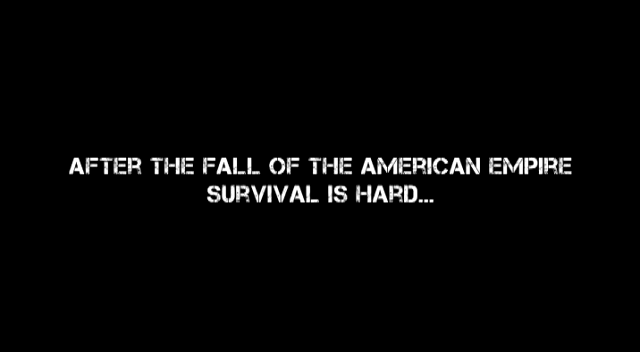 AFTER THE FALL OF THE AMERICAN EMPIRE
SURVIVAL IS HARD...